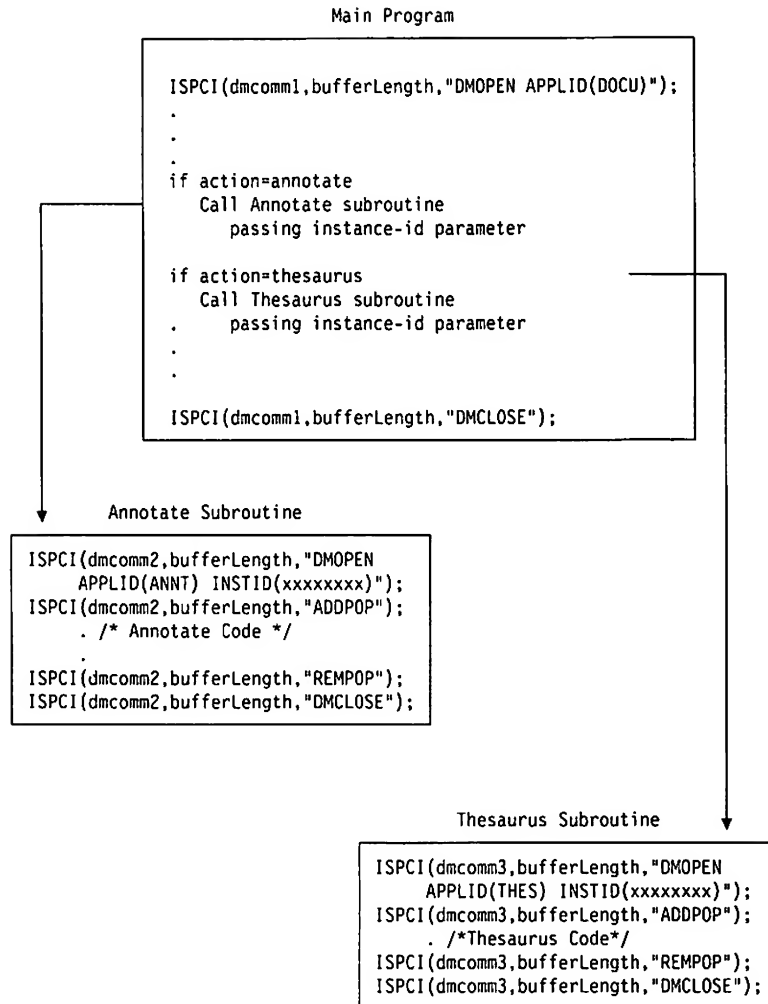 Main Program
ISPCI(dmcomm1,bufferLength,"DMOPEN APPLID(DOCU)");
.
.
.
if action=annotate
Call Annotate subroutine
passing instance-id parameter
if action=thesaurus
Call Thesaurus subroutine
. passing instance-id parameter
.
.
ISPCI(dmcomm1,bufferLength,"DMCLOSE");
Annotate Subroutine
ISPCI(dmcomm2,bufferLength,"DMOPEN
APPLID(ANNT) INSTID(xxxxxxxx)");
ISPCI(dmcomm2,bufferLength,"ADDPOP");
. /* Annotate Code */
.
ISPCI(dmcomm2,bufferLength,"REMPOP");
ISPCI(dmcomm2,bufferLength,"DMCLOSE");
Thesaurus Subroutine
ISPCI(dmcomm3,bufferLength,"DMOPEN
APPLID(THES) INSTID(xxxxxxxx)");
ISPCI(dmcomm3,bufferLength,"ADDPOP");
. /*Thesaurus Code*/
ISPCI(dmcomm3,bufferLength,"REMPOP");
ISPCI(dmcomm3,bufferLength,"DMCLOSE");